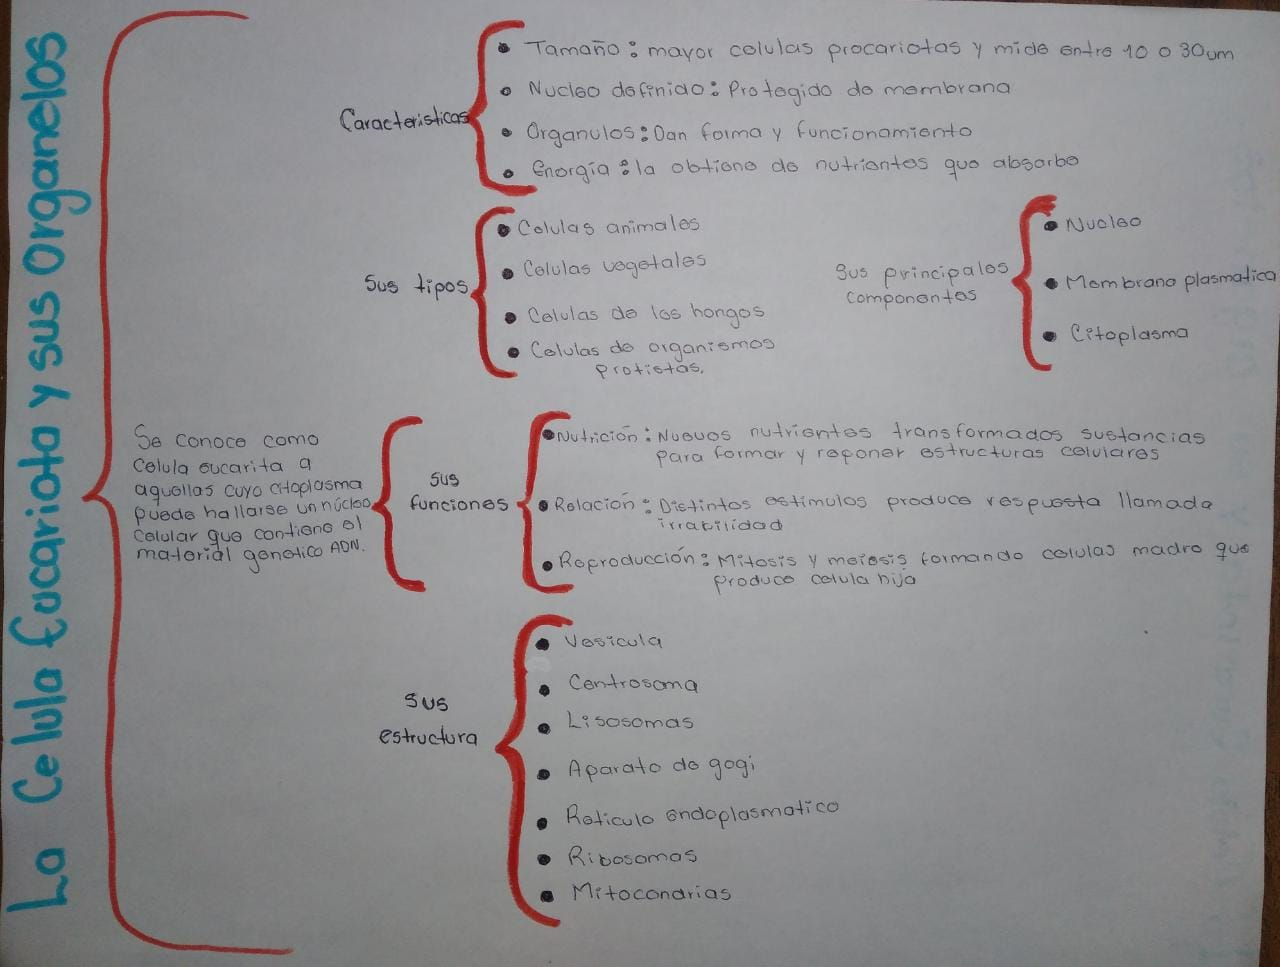 La Celula Eucariota y sus Organelos
Caracteristicas
Tamaño: mayor celulas procariotas y mide entre 10 o 30um
Nucleo definido: Protegido de membrana
Organulos: Dan forma y funcionamiento
Energía: la obtiene de nutrientes que absorbe
Sus tipos
Celulas animales
Celulas vegetales
Celulas de los hongos
Celulas de organismos
protistas.
Sus principales
componentes
Nucleo
Membrana plasmatica
Citoplasma
Se conoce como
Celula eucarita a
aquellas cuyo citoplasma
puede hallarse un núcleo
Celular que contiene el
material genetico ADN.
Sus
funciones
Nutrición: Nuevos nutrientes transformados sustancias
para formar y reponer estructuras celulares
Relación: Distintos estimulos produce respuesta llamada
irrabilidad
Reproducción: Mitosis y meiosis formando celulas madre que
produce celula hija
Sus
estructura
Vesicula
Centrosoma
Lisosomas
Aparato de gogi
Reticulo endoplasmatico
Ribosomas
Mitocondrias